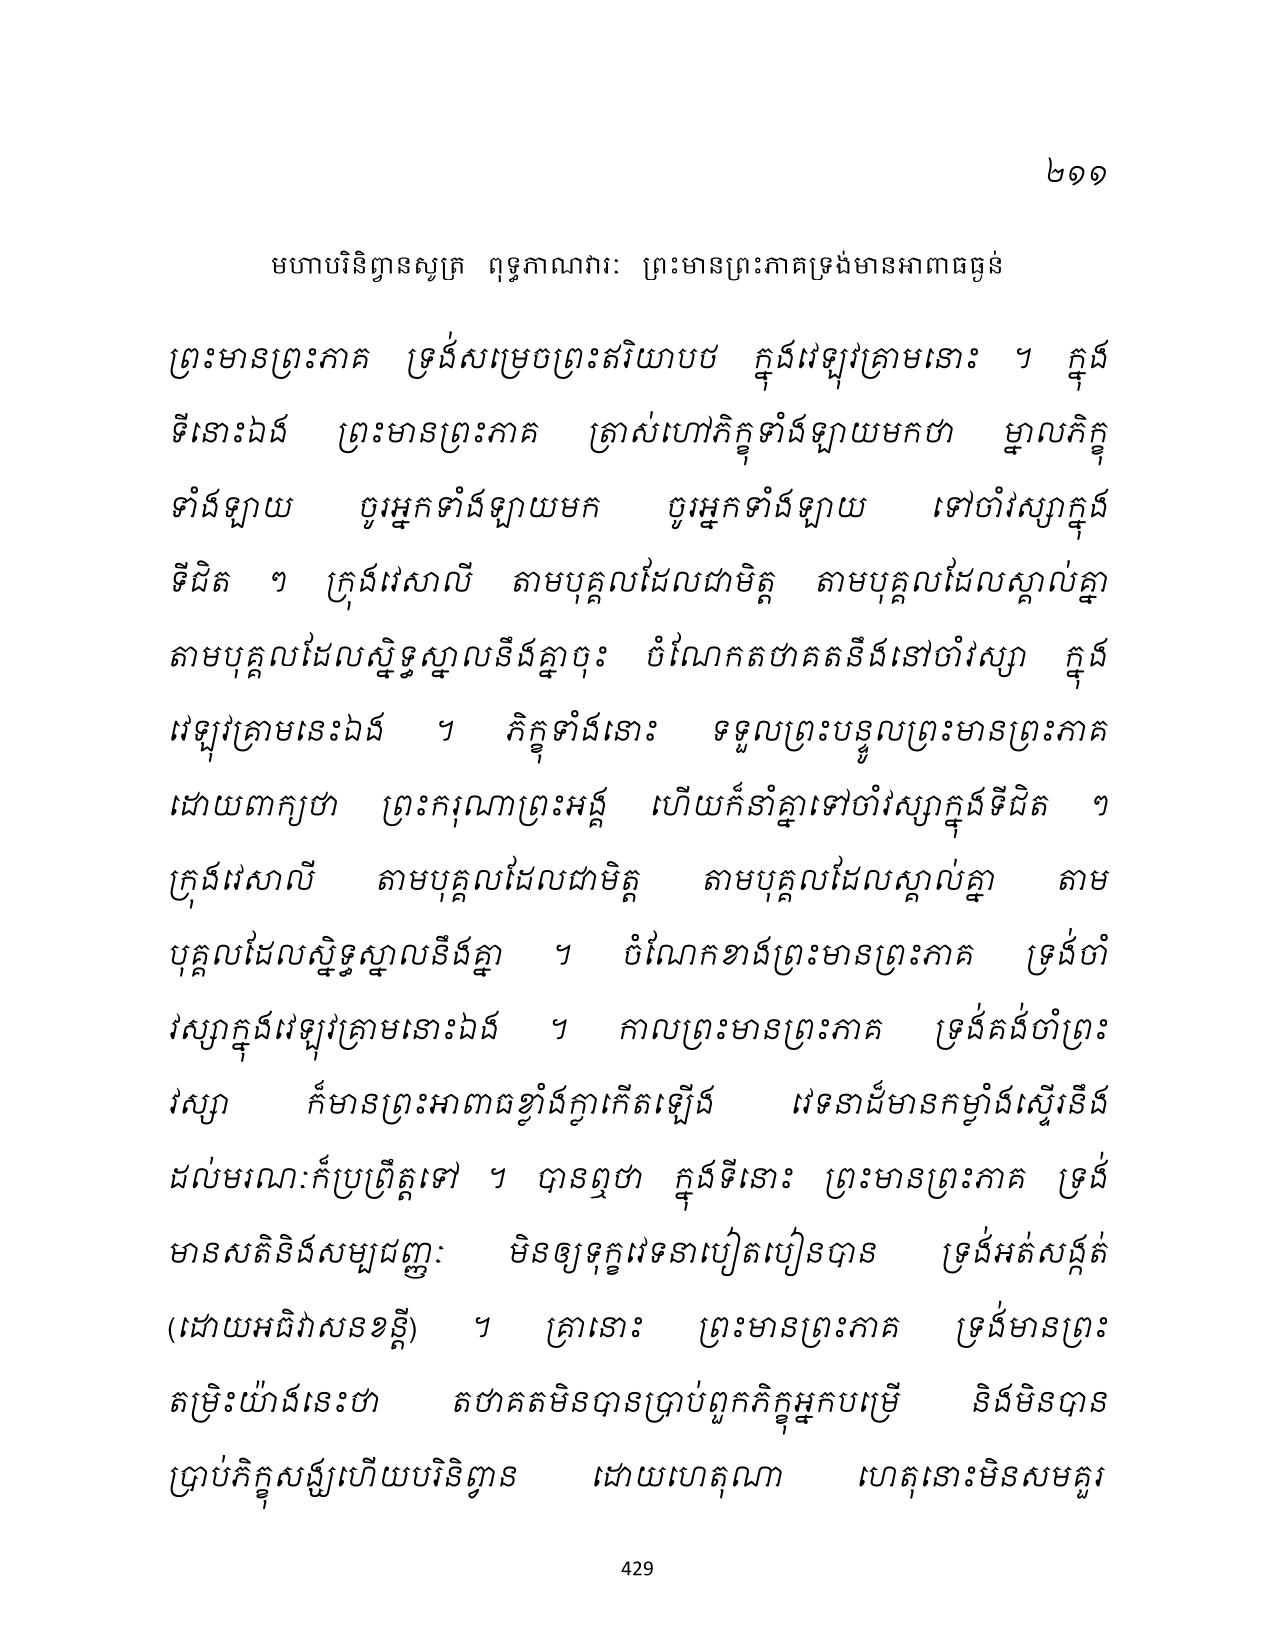 ២១១
មហាបរិនិព្វានសូត្រ ពុទ្ធភាណវារៈ ព្រះមានព្រះភាគទ្រង់មានអាពាធធ្ងន់
ព្រះមានព្រះភាគ ទ្រង់សម្រេចព្រះឥរិយាបថ ក្នុងវេឡុវគ្រាមនោះ ។ ក្នុង
ទីនោះឯង ព្រះមានព្រះភាគ ត្រាស់ហៅភិក្ខុទាំងឡាយមកថា ម្នាលភិក្ខុ
ទាំងឡាយ ចូរអ្នកទាំងឡាយមក ចូរអ្នកទាំងឡាយ ទៅចាំវស្សាក្នុង
ទីជិត ៗ ក្រុងវេសាលី តាមបុគ្គលដែលជាមិត្ត តាមបុគ្គលដែលស្គាល់គ្នា
តាមបុគ្គលដែលស្និទ្ធស្នាលនឹងគ្នាចុះ ចំណែកតថាគតនឹងនៅចាំវស្សា ក្នុង
វេឡុវគ្រាមនេះឯង ។ ភិក្ខុទាំងនោះ ទទួលព្រះបន្ទូលព្រះមានព្រះភាគ
ដោយពាក្យថា ព្រះករុណាព្រះអង្គ ហើយក៏នាំគ្នាទៅចាំវស្សាក្នុងទីជិត ៗ
ក្រុងវេសាលី តាមបុគ្គលដែលជាមិត្ត តាមបុគ្គលដែលស្គាល់គ្នា តាម
បុគ្គលដែលស្និទ្ធស្នាលនឹងគ្នា ។ ចំណែកខាងព្រះមានព្រះភាគ ទ្រង់ចាំ
វស្សាក្នុងវេឡុវគ្រាមនោះឯង ។ កាលព្រះមានព្រះភាគ ទ្រង់គង់ចាំព្រះ
វស្សា ក៏មានព្រះអាពាធខ្លាំងក្លាកើតឡើង វេទនាដ៏មានកម្លាំងស្ទើរនឹង
ដល់មរណៈក៏ប្រព្រឹត្តទៅ ។ បានឮថា ក្នុងទីនោះ ព្រះមានព្រះភាគ ទ្រង់
មានសតិនិងសម្បជញ្ញៈ មិនឲ្យទុក្ខវេទនាបៀតបៀនបាន ទ្រង់អត់សង្កត់
(ដោយអធិវាសនខន្តី) ។ គ្រានោះ ព្រះមានព្រះភាគ ទ្រង់មានព្រះ
តម្រិះយ៉ាងនេះថា តថាគតមិនបានប្រាប់ពួកភិក្ខុអ្នកបម្រើ និងមិនបាន
ប្រាប់ភិក្ខុសង្ឃហើយបរិនិព្វាន ដោយហេតុណា ហេតុនោះមិនសមគួរ
429